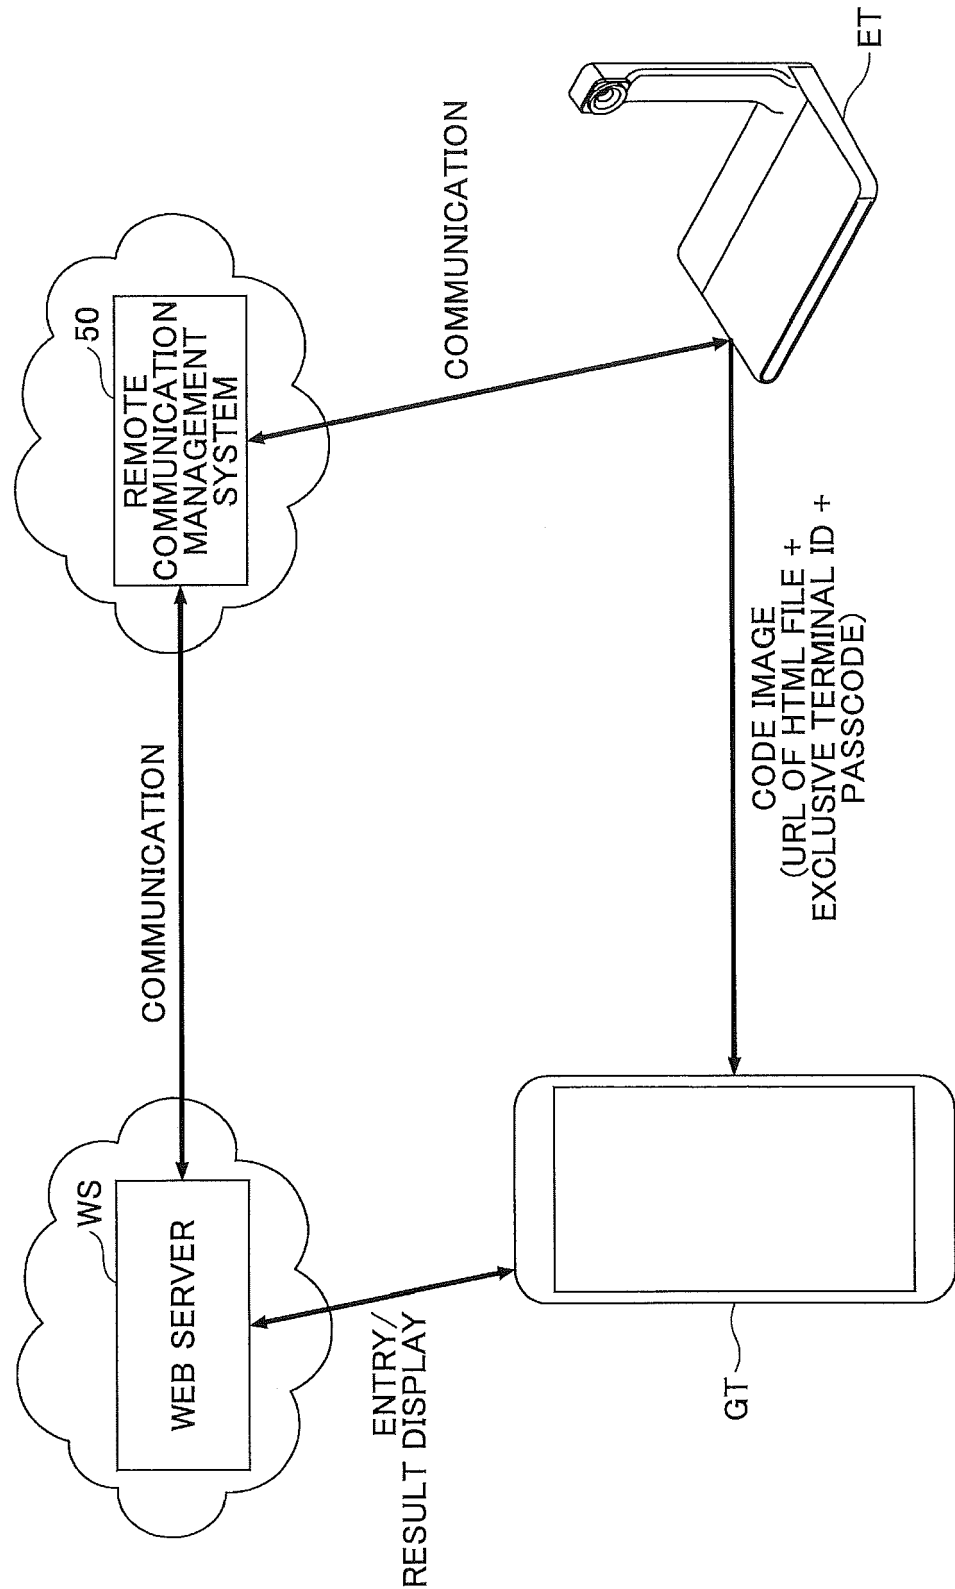 WS
WEB SERVER
COMMUNICATION
50
REMOTE
COMMUNICATION
MANAGEMENT
SYSTEM
ENTRY/
RESULT DISPLAY
COMMUNICATION
GT
CODE IMAGE
(URL OF HTML FILE +
EXCLUSIVE TERMINAL ID +
PASSCODE)
ET